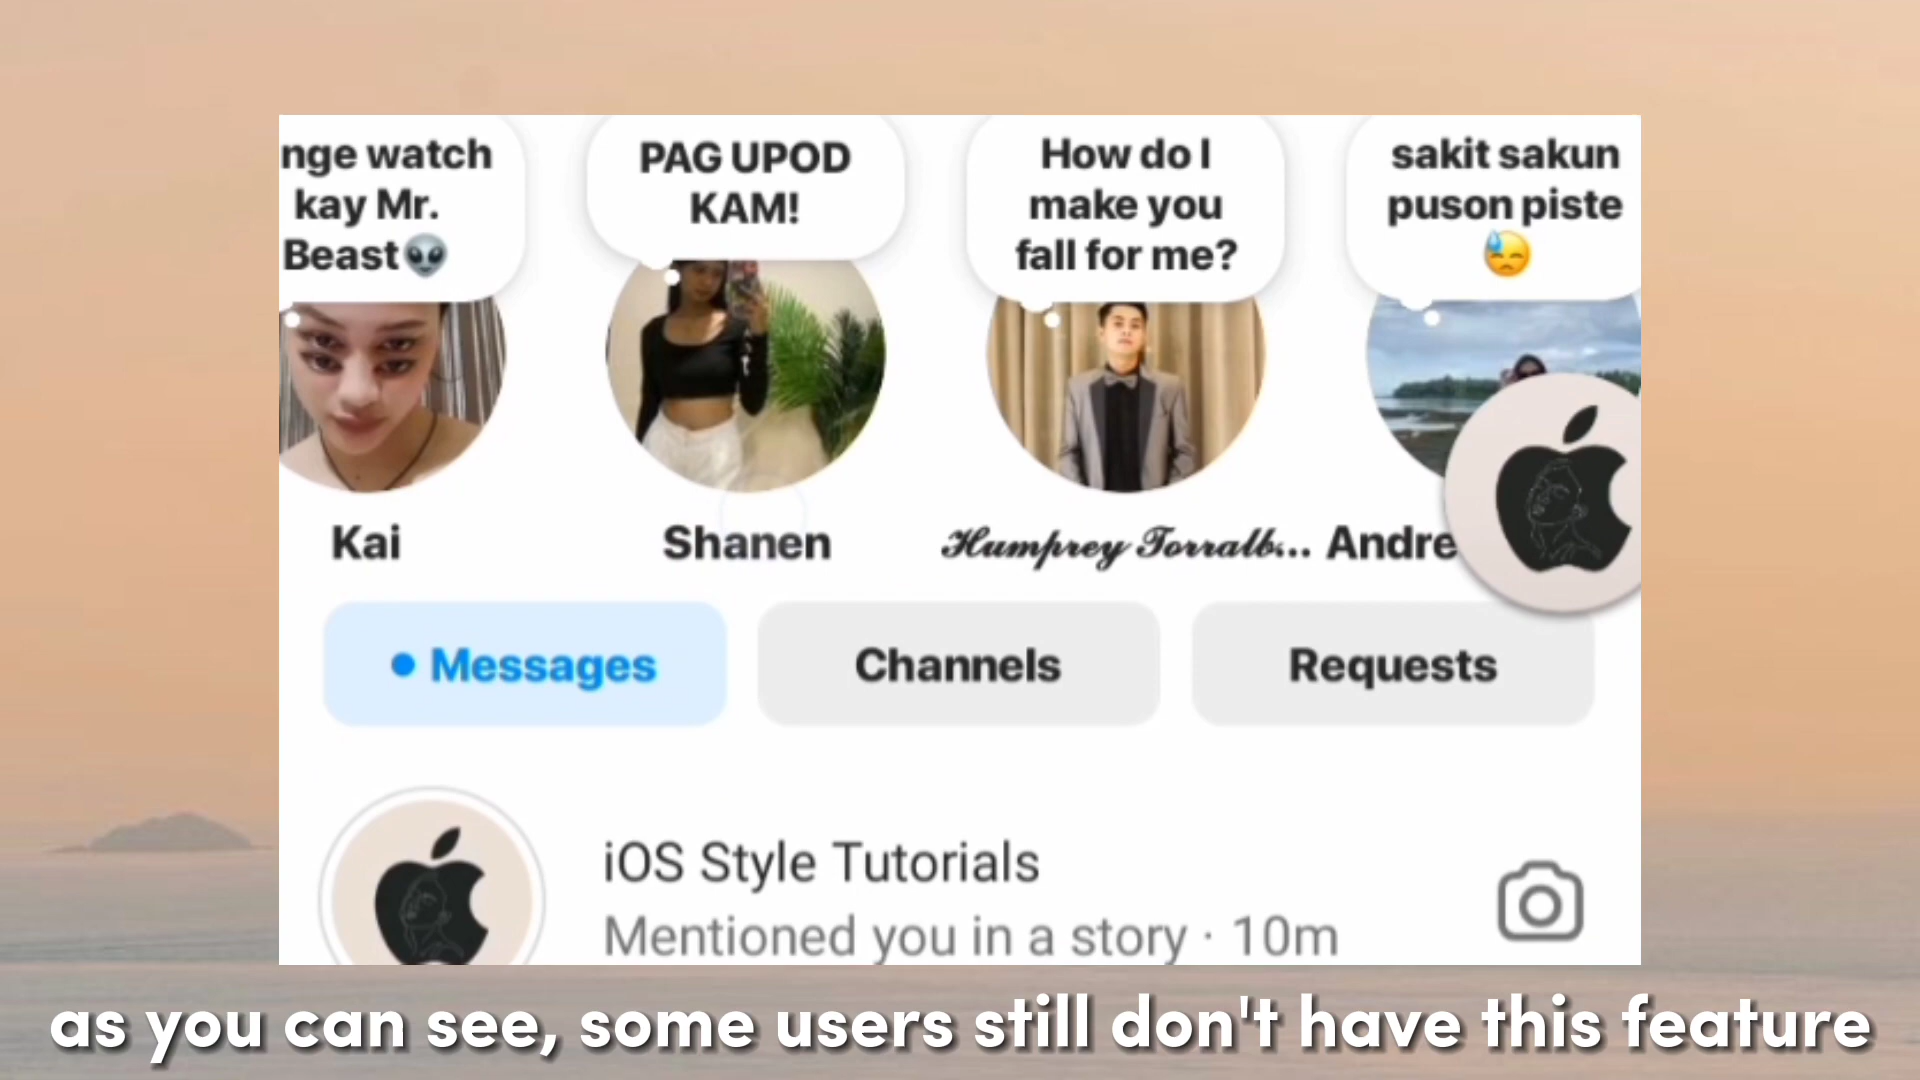 nge watch
kay Mr.
Beast👽
PAG UPOD
KAM!
How do I
make you
fall for me?
sakit sakun
puson piste
😓
Kai
Shanen
𝓗𝓾𝓶𝓹𝓻𝓮𝔂 𝓣𝓸𝓻𝓻𝓪𝓵𝓫...
Andre
• Messages
Channels
Requests
iOS Style Tutorials
Mentioned you in a story · 10m
as you can see, some users still don't have this feature